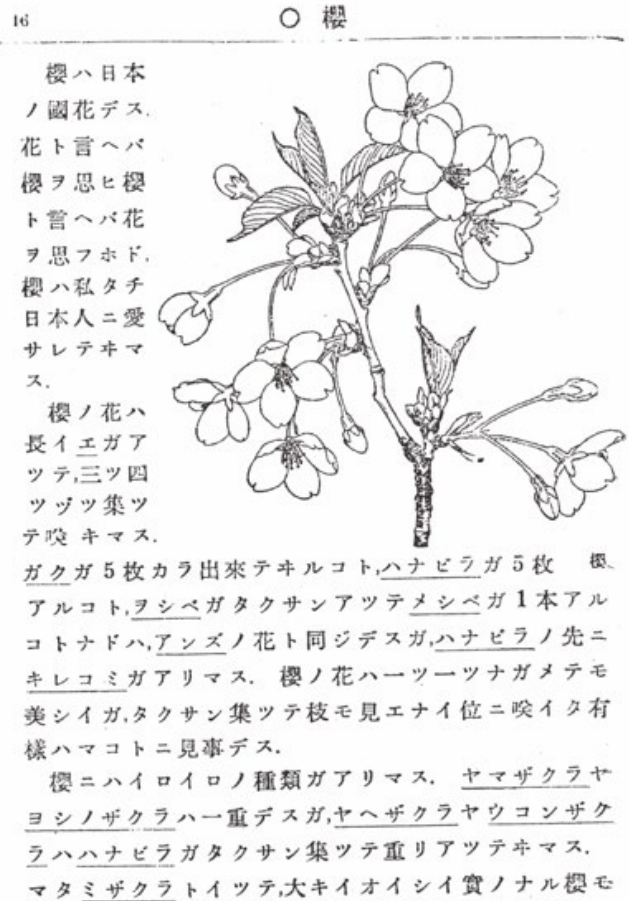 16
○ 櫻
櫻ハ日本
ノ國花デス.
花ト言ヘバ
櫻ヲ思ヒ櫻
ト言ヘバ花
ヲ思フホド,
櫻ハ私タチ
日本人ニ愛
サレテヰマ
ス.
櫻ノ花ハ
長イエガア
ツテ,三ツ四
ツヅツ集ツ
テ咲キマス.
ガクガ5枚カラ出來テヰルコト,ハナビラガ5枚
櫻.
アルコト,ヲシベガタクサンアツテメシベガ1本アル
コトナドハ,アンズノ花ト同ジデスガ,ハナビラノ先ニ
キレコミガアリマス. 櫻ノ花ハ一ツ一ツナガメテモ
美シイガ,タクサン集ツテ枝モ見エナイ位ニ咲イタ有
樣ハマコトニ見事デス.
櫻ニハイロイロノ種類ガアリマス. ヤマザクラヤ
ヨシノザクラハ一重デスガ,ヤヘザクラヤウコンザク
ラハハナビラガタクサン集ツテ重リアツテヰマス.
マタミザクラトイツテ,大キイオイシイ實ノナル櫻モ